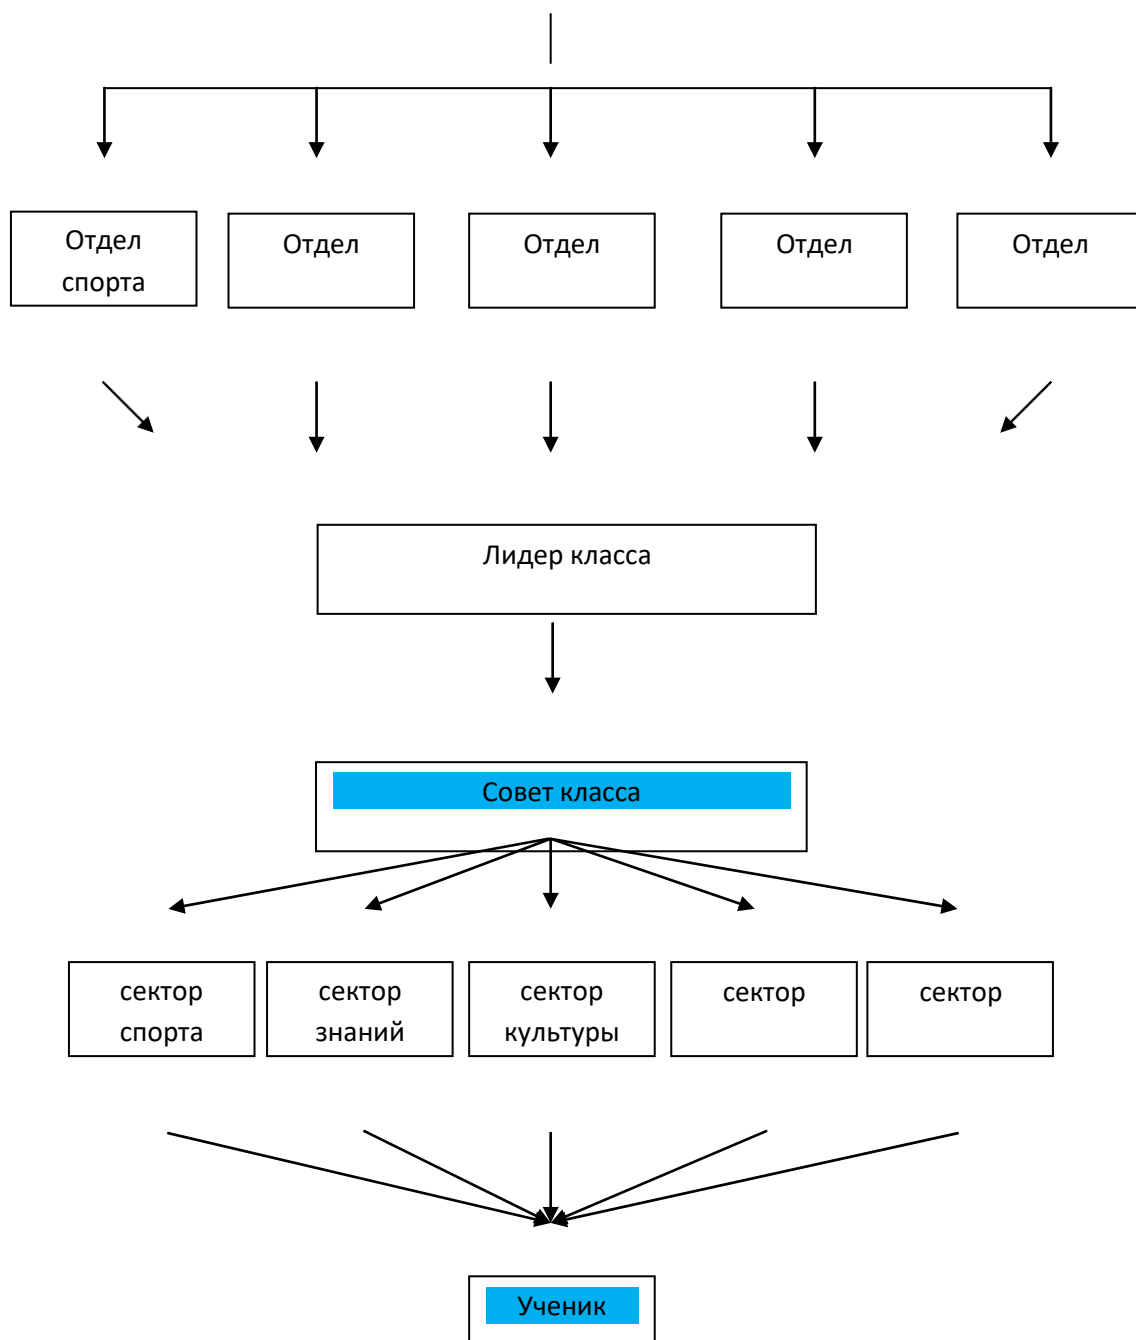 Отдел
спорта
Отдел
Отдел
Отдел
Отдел
Лидер класса
Совет класса
сектор
спорта
сектор
знаний
сектор
культуры
сектор
сектор
Ученик